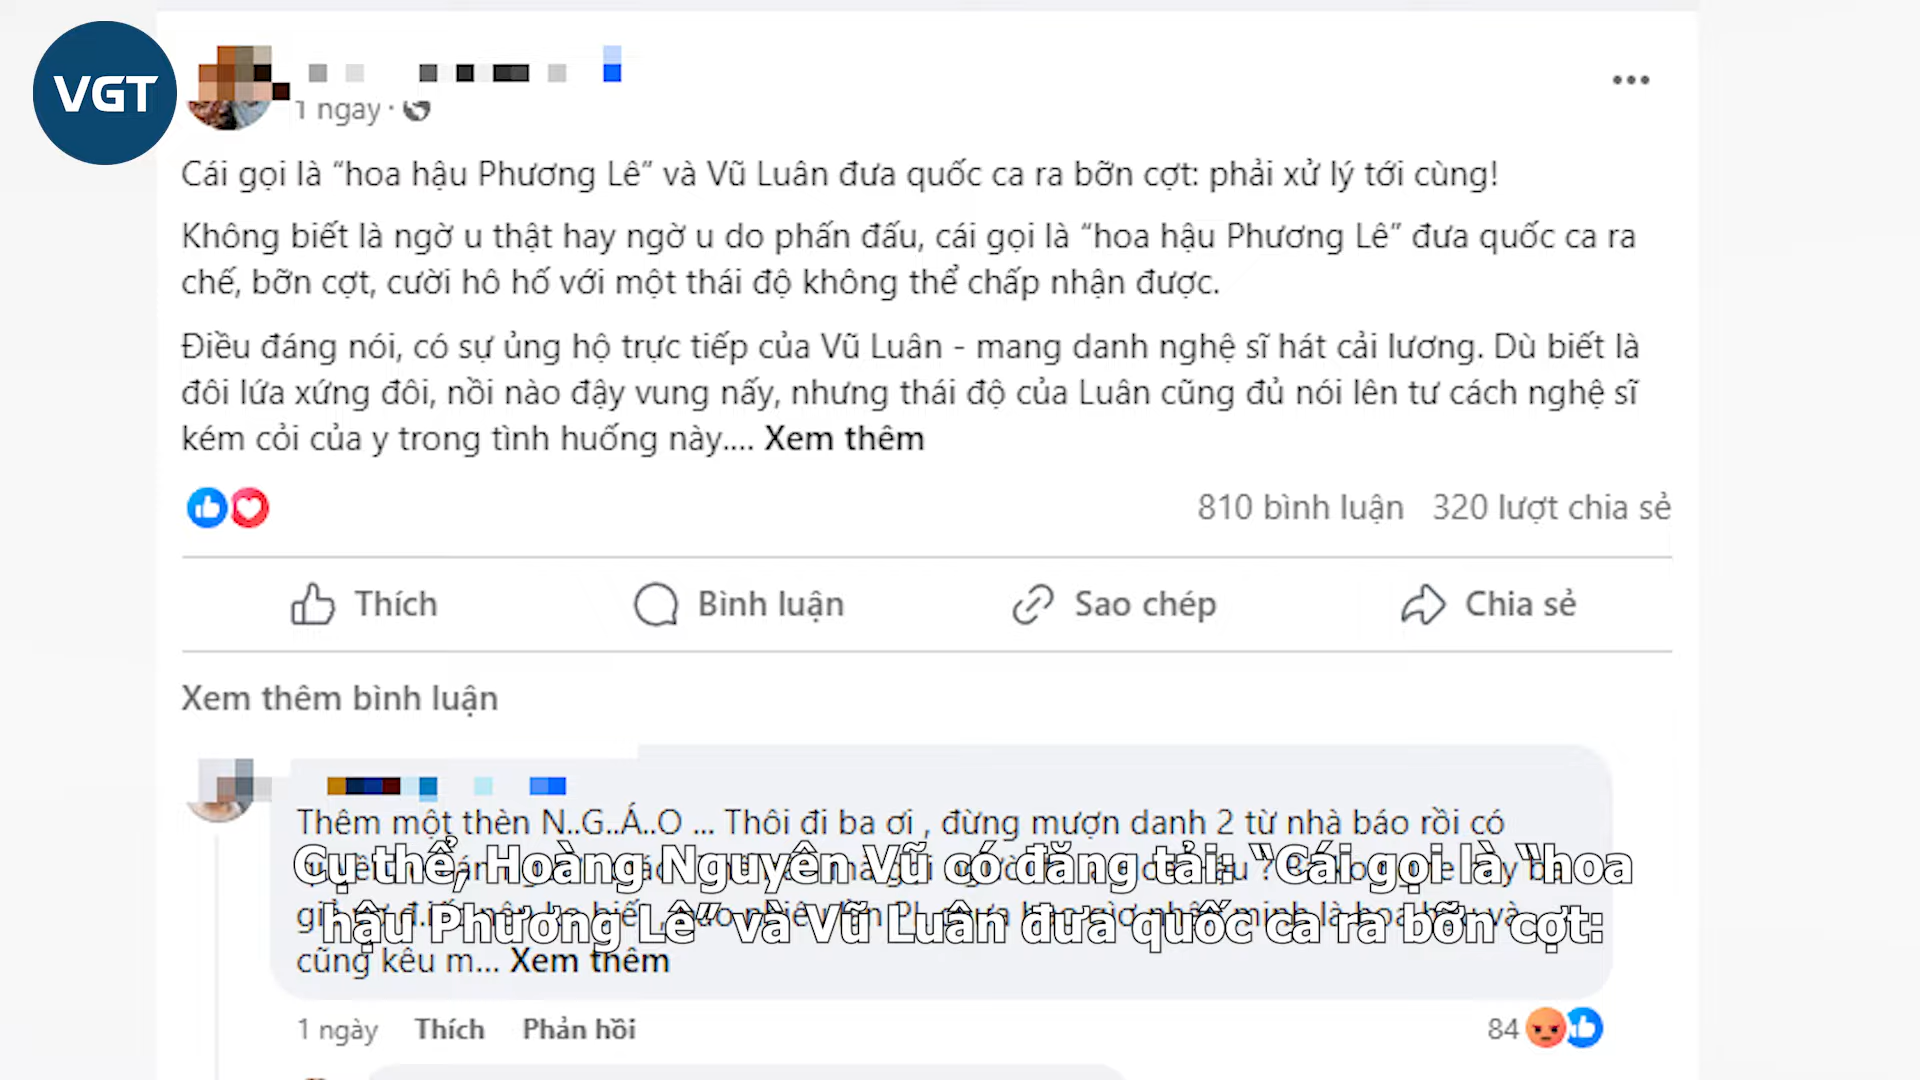 VGT
1 ngay ·
Cái gọi là “hoa hậu Phương Lê” và Vũ Luân đưa quốc ca ra bỡn cợt: phải xử lý tới cùng!
Không biết là ngờ u thật hay ngờ u do phấn đấu, cái gọi là “hoa hậu Phương Lê” đưa quốc ca ra
chế, bỡn cợt, cười hô hố với một thái độ không thể chấp nhận được.
Điều đáng nói, có sự ủng hộ trực tiếp của Vũ Luân - mang danh nghệ sĩ hát cải lương. Dù biết là
đôi lứa xứng đôi, nồi nào đậy vung nấy, nhưng thái độ của Luân cũng đủ nói lên tư cách nghệ sĩ
kém cỏi của y trong tình huống này.... Xem thêm
810 bình luận 320 lượt chia sẻ
Thích Bình luận Sao chép Chia sẻ
Xem thêm bình luận
Thêm một thèn N..G..Á..O ... Thôi đi ba ơi , đừng mượn danh 2 từ nhà báo rồi có
Cụ thể, Hoàng Nguyên Vũ có đăng tải: “Cái gọi là “hoa
hậu Phương Lê” và Vũ Luân đưa quốc ca ra bỡn cợt:
cũng kêu m... Xem thêm
1 ngày Thích Phản hồi 84